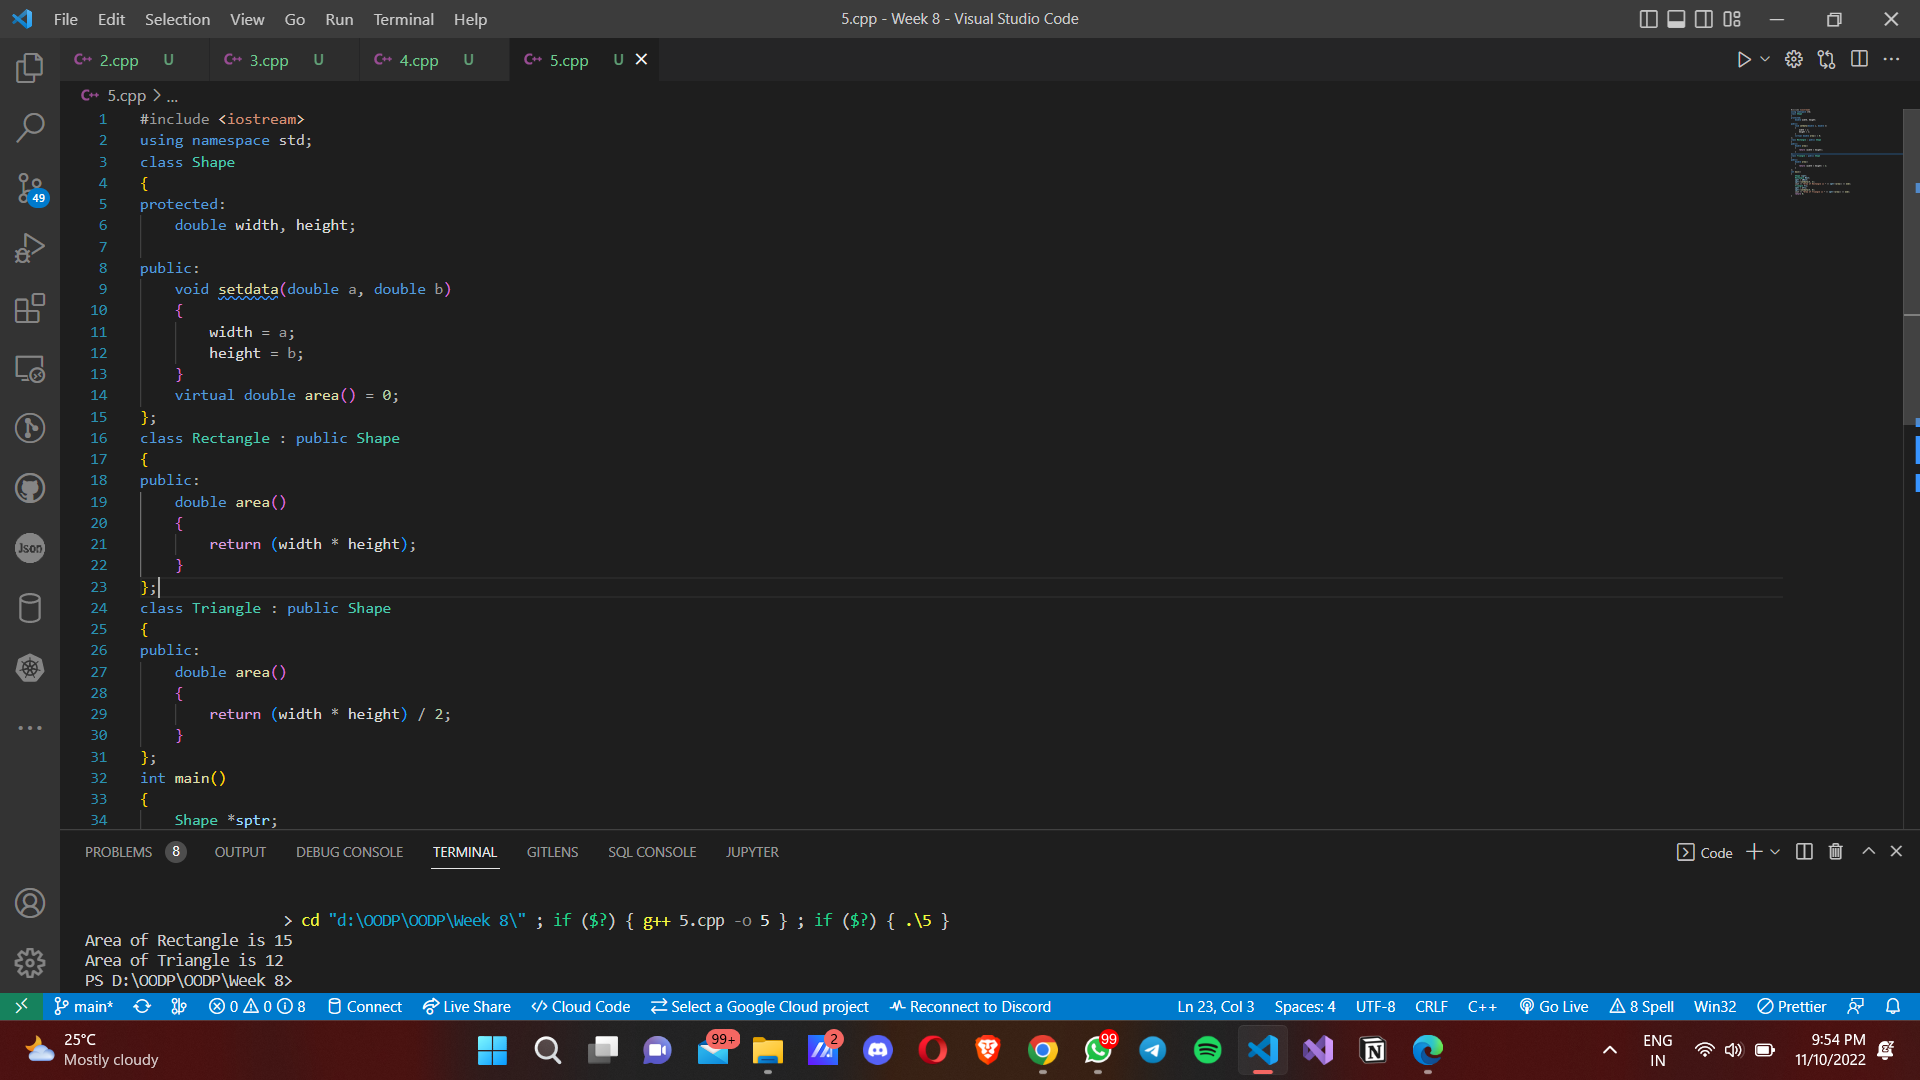 File Edit Selection View Go Run Terminal Help
5.cpp - Week 8 - Visual Studio Code
2.cpp U 3.cpp U 4.cpp U 5.cpp U
5.cpp > ...
1 #include <iostream>
2 using namespace std;
3 class Shape
4 {
5 protected:
6 double width, height;
7
8 public:
9 void setdata(double a, double b)
10 {
11 width = a;
12 height = b;
13 }
14 virtual double area() = 0;
15 };
16 class Rectangle : public Shape
17 {
18 public:
19 double area()
20 {
21 return (width * height);
22 }
23 };
24 class Triangle : public Shape
25 {
26 public:
27 double area()
28 {
29 return (width * height) / 2;
30 }
31 };
32 int main()
33 {
34 Shape *sptr;
49
Json
PROBLEMS 8 OUTPUT DEBUG CONSOLE TERMINAL GITLENS SQL CONSOLE JUPYTER
Code
> cd "d:\OODP\OODP\Week 8\" ; if ($?) { g++ 5.cpp -o 5 } ; if ($?) { .\5 }
Area of Rectangle is 15
Area of Triangle is 12
PS D:\OODP\OODP\Week 8>
main* 0 0 8 Connect Live Share Cloud Code Select a Google Cloud project Reconnect to Discord Ln 23, Col 3 Spaces: 4 UTF-8 CRLF C++ Go Live 8 Spell Win32 Prettier
25°C
Mostly cloudy
99+
2
99
ENG
IN
9:54 PM
11/10/2022